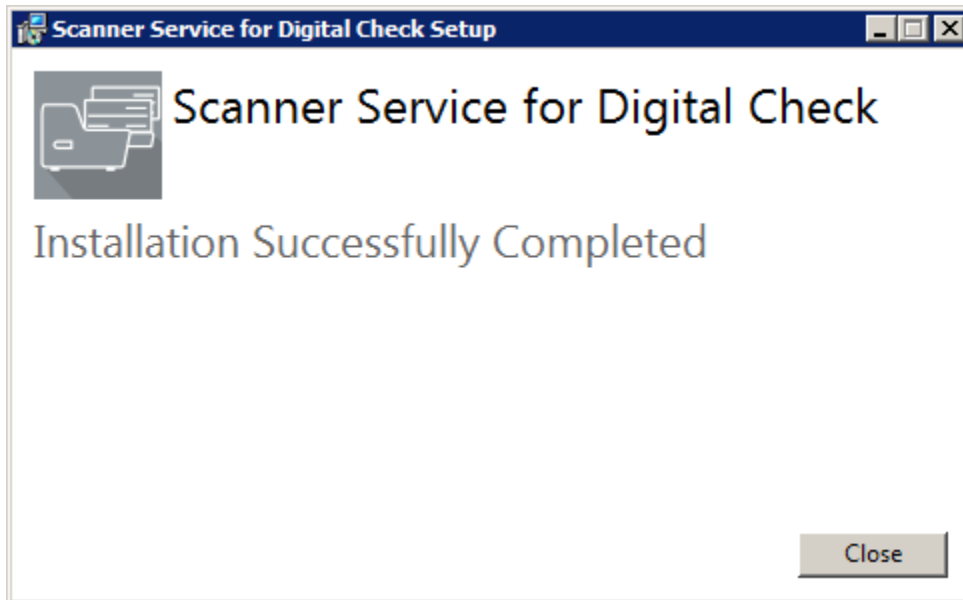 Scanner Service for Digital Check Setup
Scanner Service for Digital Check
Installation Successfully Completed
Close